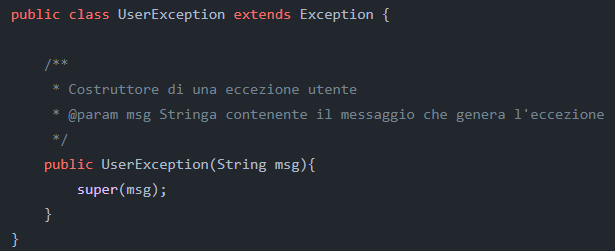 public class UserException extends Exception {
/**
* Costruttore di una eccezione utente
* @param msg Stringa contenente il messaggio che genera l'eccezione
*/
public UserException(String msg){
super(msg);
}
}